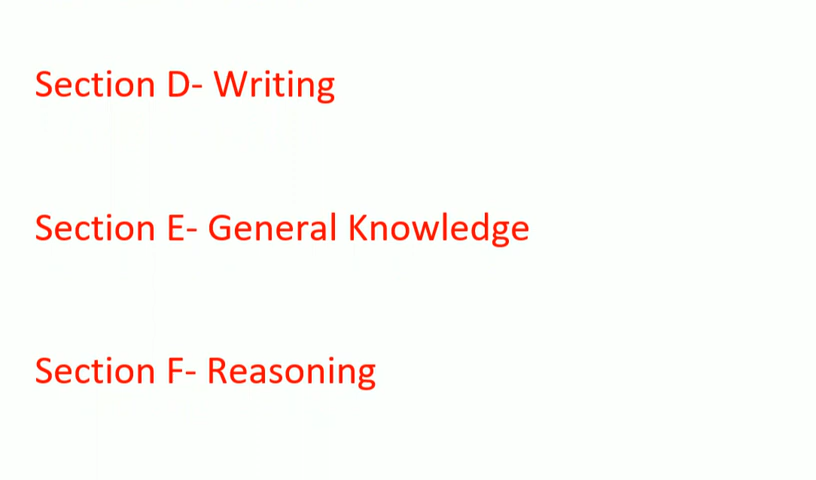 Section D- Writing
Section E- General Knowledge
Section F- Reasoning